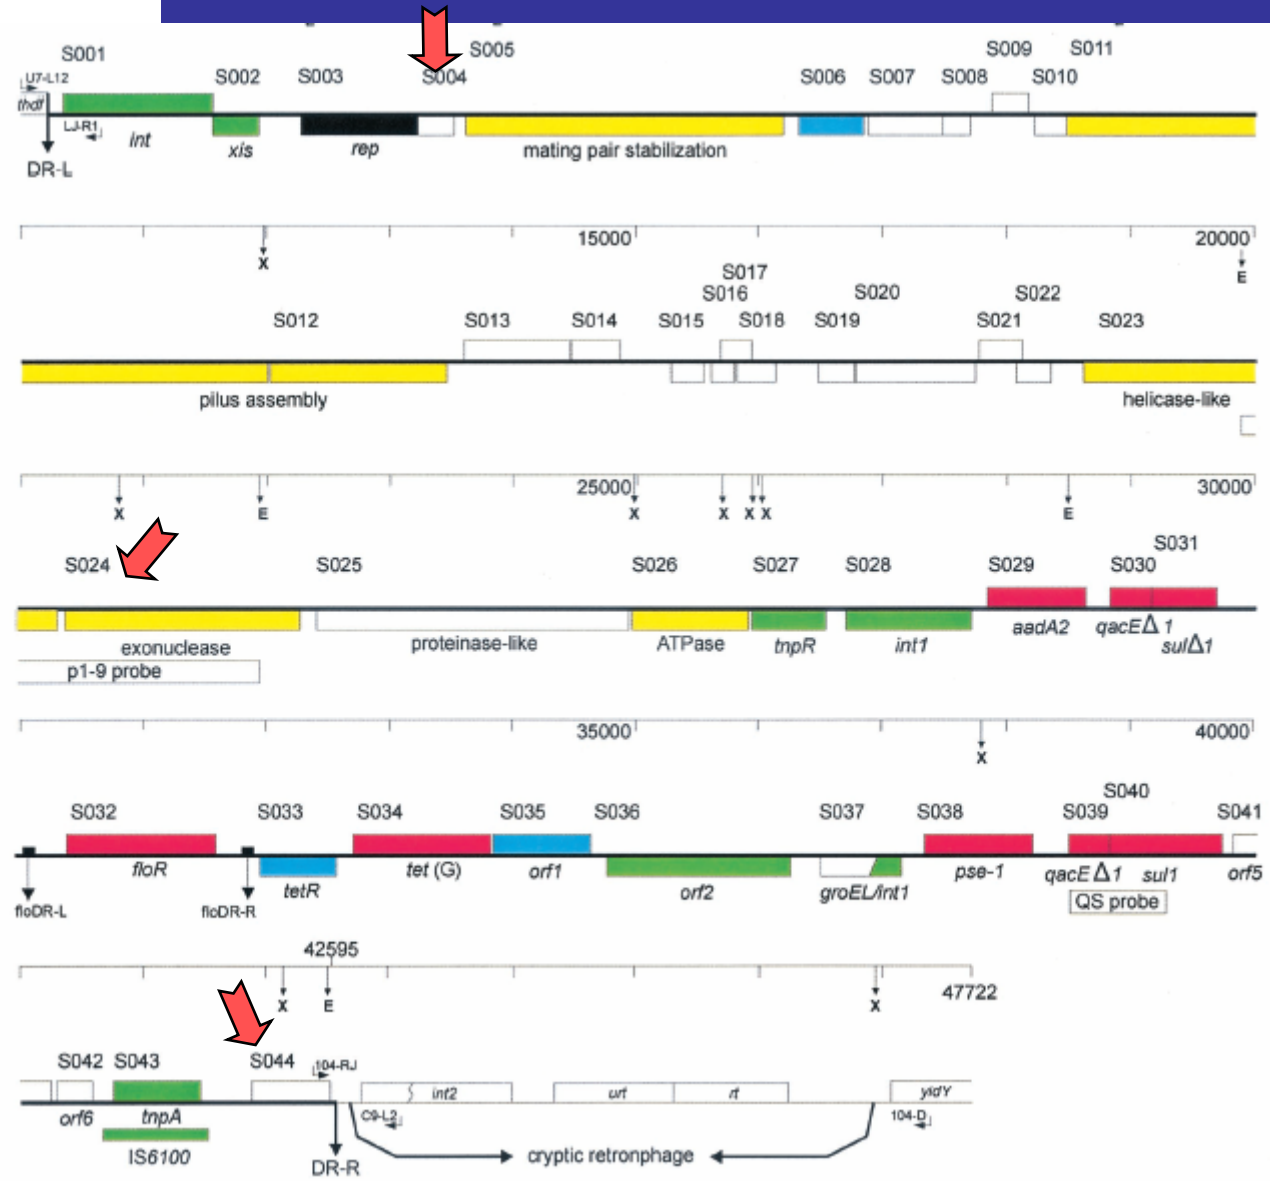 S001
S005
S009
S011
U7-L12
S002
S003
S004
S006
S007
S008
S010
thdf
LJ-R1
int
xis
rep
mating pair stabilization
DR-L
15000
20000
X
E
S017
S016
S020
S022
S012
S013
S014
S015
S018
S019
S021
S023
pilus assembly
helicase-like
25000
30000
X
E
X
X
X
X
E
S031
S024
S025
S026
S027
S028
S029
S030
exonuclease
proteinase-like
ATPase
tnpR
int1
aadA2
qacEΔ1
sulΔ1
p1-9 probe
35000
40000
X
S040
S032
S033
S034
S035
S036
S037
S038
S039
S041
floR
tetR
tet (G)
orf1
orf2
groEL/int1
pse-1
qacEΔ1
sul1
orf5
QS probe
floDR-L
floDR-R
42595
X
E
X
47722
S042
S043
S044
104-RJ
orf6
tnpA
C9-L2
int2
urt
rt
104-D
yidY
IS6100
DR-R
cryptic retronphage